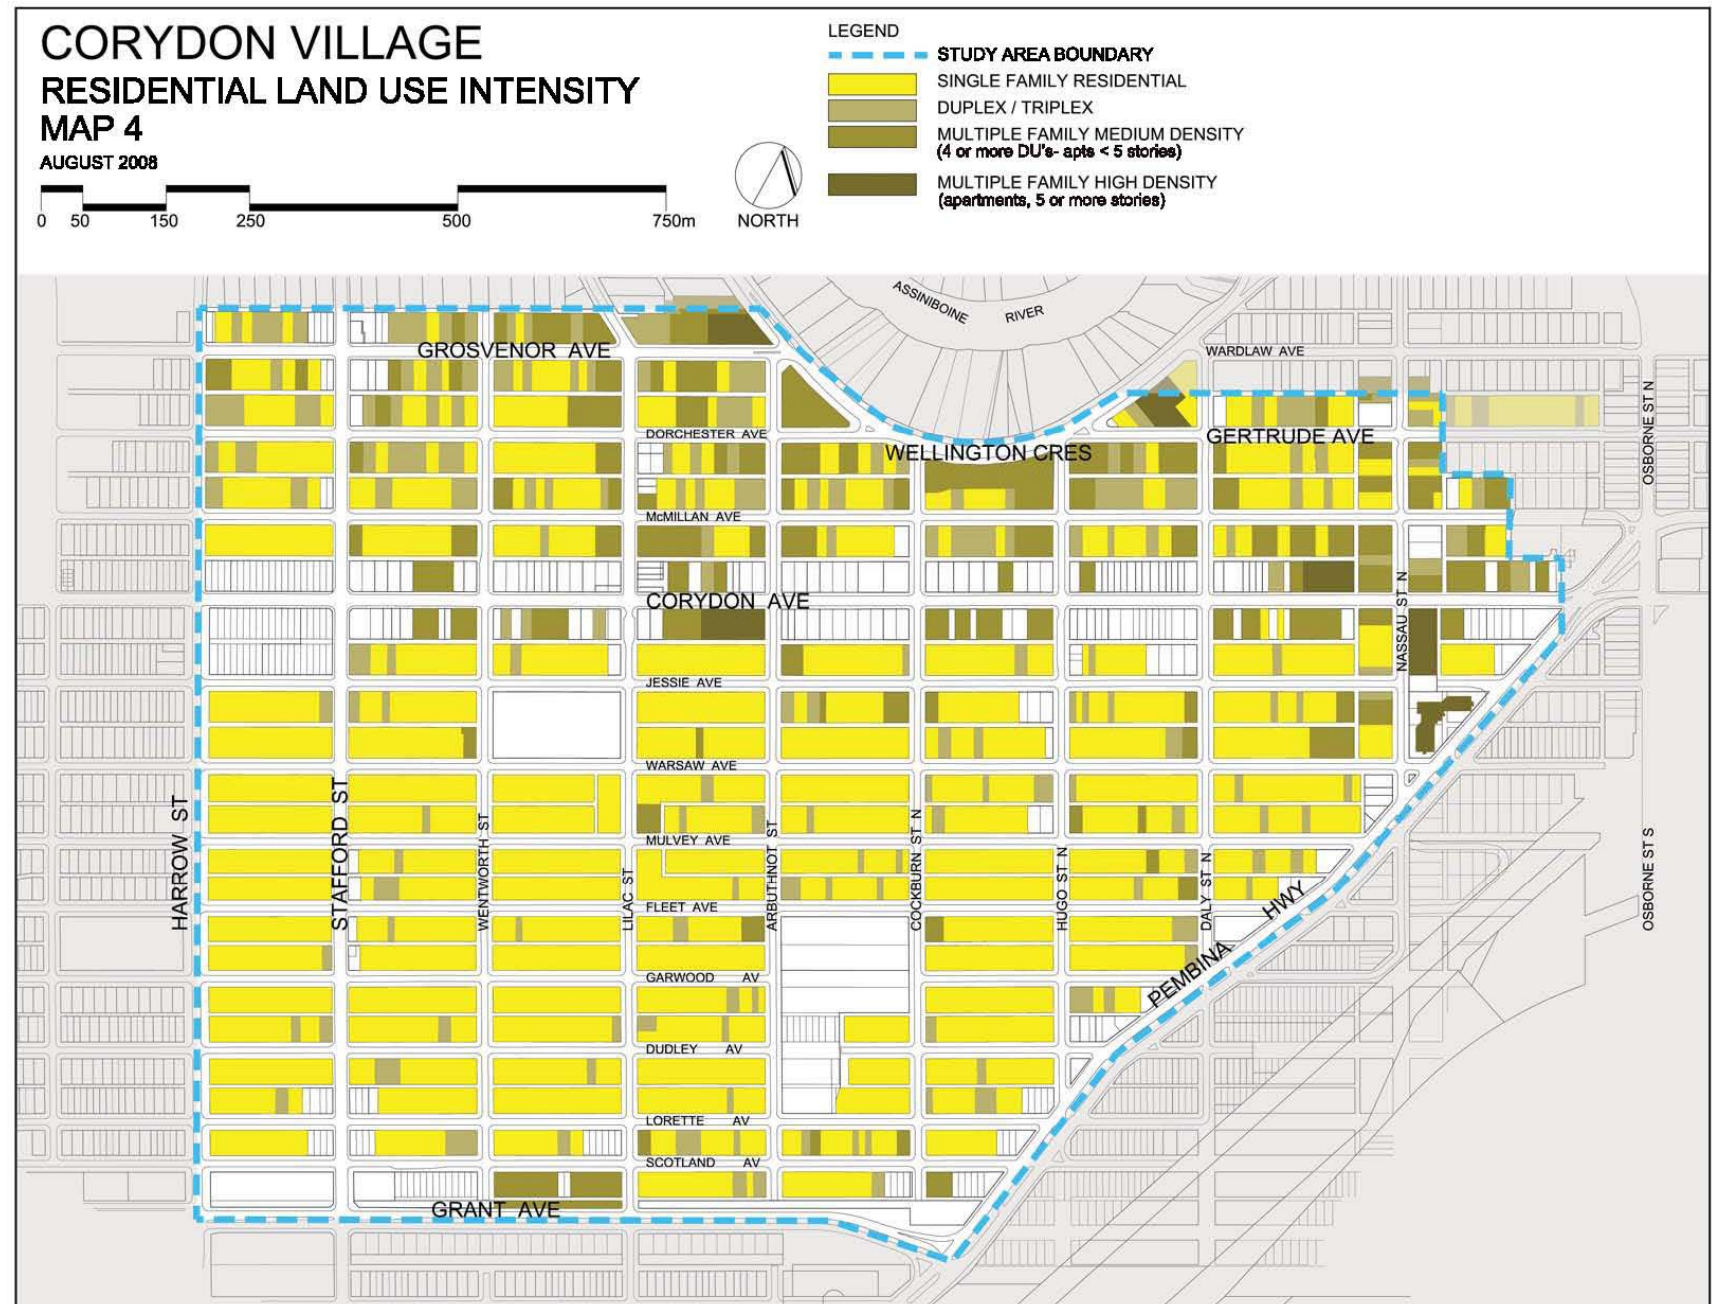 CORYDON VILLAGE
RESIDENTIAL LAND USE INTENSITY
MAP 4
AUGUST 2008
0 50 150 250 500 750m
NORTH
LEGEND
STUDY AREA BOUNDARY
SINGLE FAMILY RESIDENTIAL
DUPLEX / TRIPLEX
MULTIPLE FAMILY MEDIUM DENSITY
(4 or more DU's- apts < 5 stories)
MULTIPLE FAMILY HIGH DENSITY
(apartments, 5 or more stories)
ASSINIBOINE RIVER
GROSVENOR AVE
WARDLAW AVE
DORCHESTER AVE
WELLINGTON CRES
GERTRUDE AVE
OSBORNE ST N
McMILLAN AVE
CORYDON AVE
NASSAU ST N
JESSIE AVE
WARSAW AVE
HARROW ST
STAFFORD ST
WENTWORTH ST
LILAC ST
MULVEY AVE
ARBUTHNOT ST
COCKBURN ST N
HUGO ST N
DALY ST N
OSBORNE ST S
FLEET AVE
PEMBINA HWY
GARWOOD AV
DUDLEY AV
LORETTE AV
SCOTLAND AV
GRANT AVE